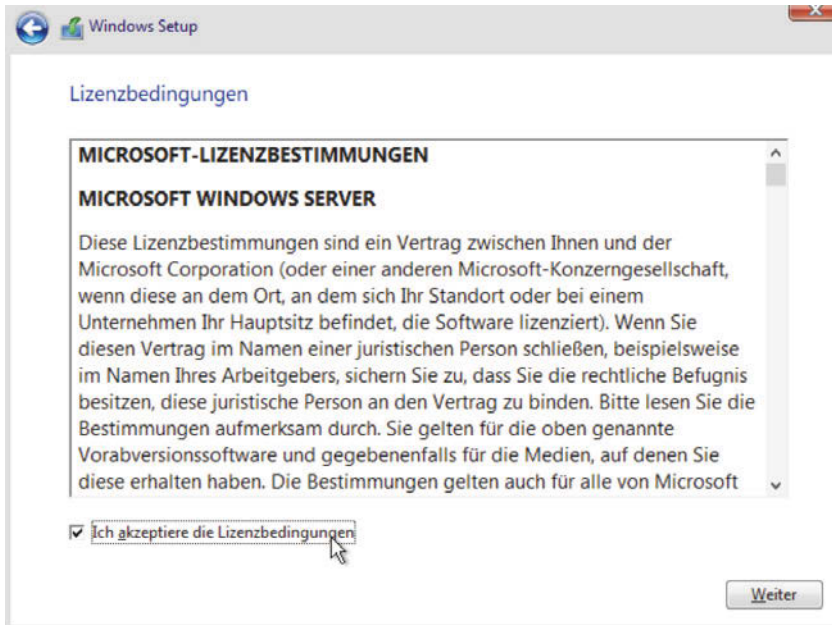 Windows Setup
Lizenzbedingungen
MICROSOFT-LIZENZBESTIMMUNGEN
MICROSOFT WINDOWS SERVER
Diese Lizenzbestimmungen sind ein Vertrag zwischen Ihnen und der
Microsoft Corporation (oder einer anderen Microsoft-Konzerngesellschaft,
wenn diese an dem Ort, an dem sich Ihr Standort oder bei einem
Unternehmen Ihr Hauptsitz befindet, die Software lizenziert). Wenn Sie
diesen Vertrag im Namen einer juristischen Person schließen, beispielsweise
im Namen Ihres Arbeitgebers, sichern Sie zu, dass Sie die rechtliche Befugnis
besitzen, diese juristische Person an den Vertrag zu binden. Bitte lesen Sie die
Bestimmungen aufmerksam durch. Sie gelten für die oben genannte
Vorabversionssoftware und gegebenenfalls für die Medien, auf denen Sie
diese erhalten haben. Die Bestimmungen gelten auch für alle von Microsoft
Ich akzeptiere die Lizenzbedingungen
Weiter